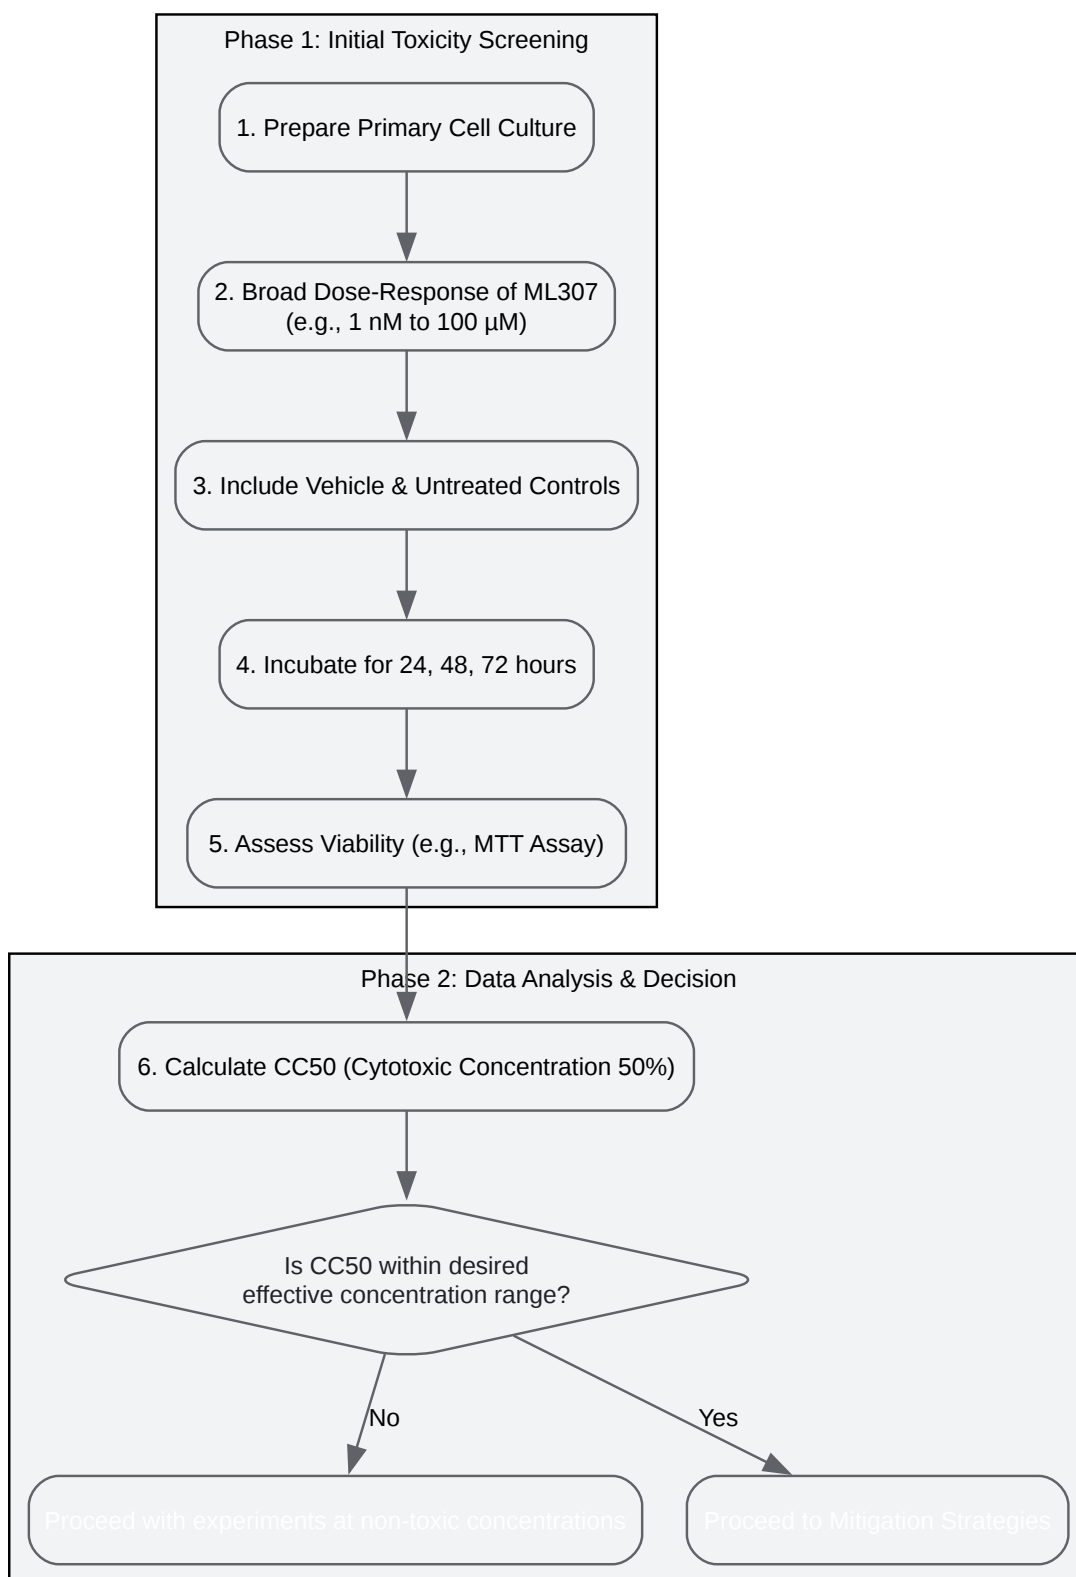 Phase 1: Initial Toxicity Screening
1. Prepare Primary Cell Culture
2. Broad Dose-Response of ML307
(e.g., 1 nM to 100 µM)
3. Include Vehicle & Untreated Controls
4. Incubate for 24, 48, 72 hours
5. Assess Viability (e.g., MTT Assay)
Phase 2: Data Analysis & Decision
6. Calculate CC50 (Cytotoxic Concentration 50%)
Is CC50 within desired
effective concentration range?
No
Yes
Proceed with experiments at non-toxic concentrations
Proceed to Mitigation Strategies